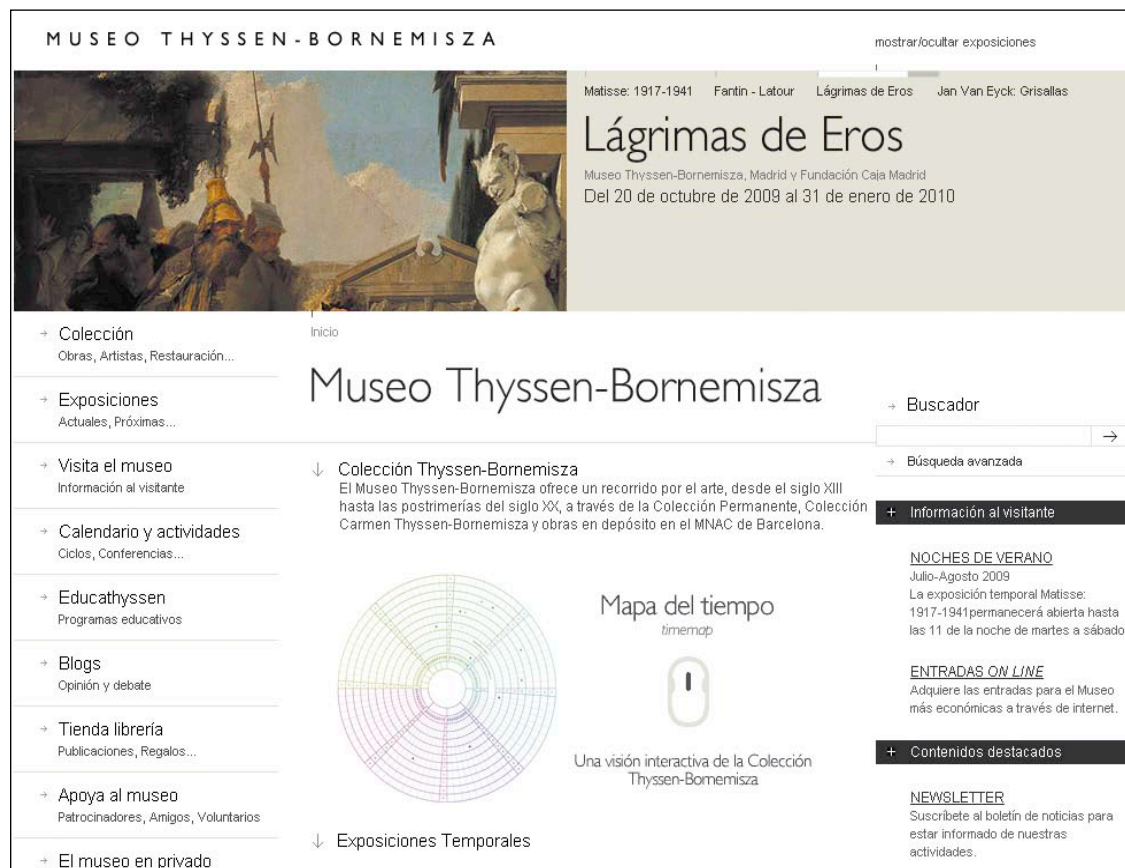 MUSEO THYSSEN-BORNEMISZA
mostrar/ocultar exposiciones
Matisse: 1917-1941 Fantin - Latour Lágrimas de Eros Jan Van Eyck: Grisallas
Lágrimas de Eros
Museo Thyssen-Bornemisza, Madrid y Fundación Caja Madrid
Del 20 de octubre de 2009 al 31 de enero de 2010
Colección
Obras, Artistas, Restauración...
Exposiciones
Actuales, Próximas...
Visita el museo
Información al visitante
Calendario y actividades
Ciclos, Conferencias...
Educathyssen
Programas educativos
Blogs
Opinión y debate
Tienda librería
Publicaciones, Regalos...
Apoya al museo
Patrocinadores, Amigos, Voluntarios
El museo en privado
Inicio
Museo Thyssen-Bornemisza
Colección Thyssen-Bornemisza
El Museo Thyssen-Bornemisza ofrece un recorrido por el arte, desde el siglo XIII
hasta las postrimerías del siglo XX, a través de la Colección Permanente, Colección
Carmen Thyssen-Bornemisza y obras en depósito en el MNAC de Barcelona.
Mapa del tiempo
timemap
Una visión interactiva de la Colección
Thyssen-Bornemisza
Exposiciones Temporales
Buscador
Búsqueda avanzada
+ Información al visitante
NOCHES DE VERANO
Julio-Agosto 2009
La exposición temporal Matisse:
1917-1941permanecerá abierta hasta
las 11 de la noche de martes a sábado
ENTRADAS ON LINE
Adquiere las entradas para el Museo
más económicas a través de internet.
+ Contenidos destacados
NEWSLETTER
Suscríbete al boletín de noticias para
estar informado de nuestras
actividades.